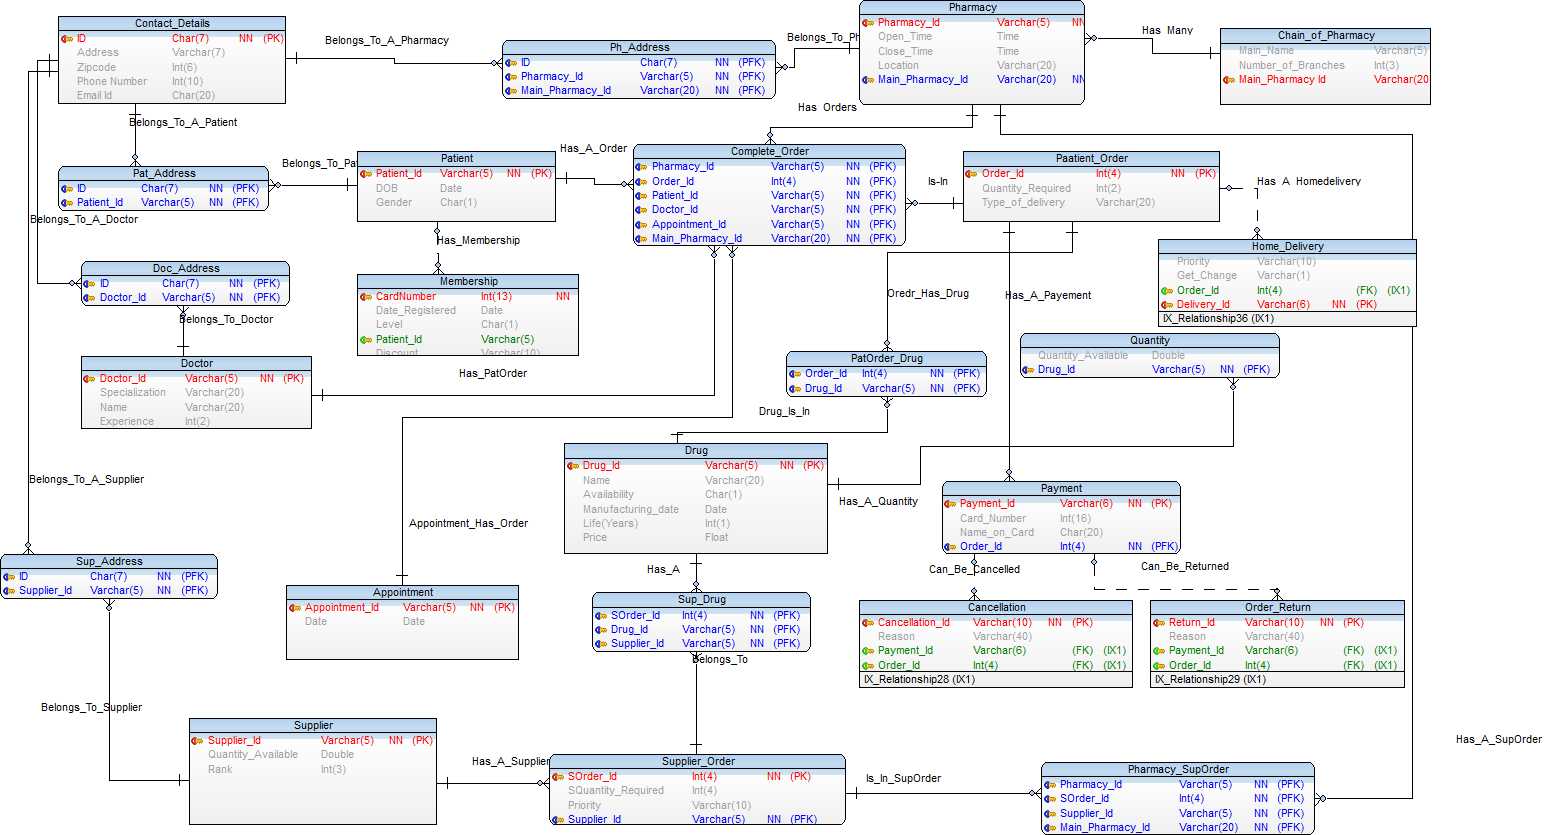 Contact_Details
ID Char(7) NN (PK)
Address Varchar(7)
Zipcode Int(6)
Phone Number Int(10)
Email Id Char(20)
Belongs_To_A_Pharmacy
Ph_Address
ID Char(7) NN (PFK)
Pharmacy_Id Varchar(5) NN (PFK)
Main_Pharmacy_Id Varchar(20) NN (PFK)
Belongs_To_Ph
Pharmacy
Pharmacy_Id Varchar(5) NN
Open_Time Time
Close_Time Time
Location Varchar(20)
Main_Pharmacy_Id Varchar(20) NN
Has Many
Chain_of_Pharmacy
Main_Name Varchar(5)
Number_of_Branches Int(3)
Main_Pharmacy Id Varchar(20
Has Orders
Belongs_To_A_Patient
Pat_Address
ID Char(7) NN (PFK)
Patient_Id Varchar(5) NN (PFK)
Belongs_To_Pat
Patient
Patient_Id Varchar(5) NN (PK)
DOB Date
Gender Char(1)
Has_A_Order
Complete_Order
Pharmacy_Id Varchar(5) NN (PFK)
Order_Id Int(4) NN (PFK)
Patient_Id Varchar(5) NN (PFK)
Doctor_Id Varchar(5) NN (PFK)
Appointment_Id Varchar(5) NN (PFK)
Main_Pharmacy_Id Varchar(20) NN (PFK)
Is-In
Paatient_Order
Order_Id Int(4) NN (PK)
Quantity_Required Int(2)
Type_of_delivery Varchar(20)
Has A Homedelivery
Home_Delivery
Priority Varchar(10)
Get_Change Varchar(1)
Order_Id Int(4) (FK) (IX1)
Delivery_Id Varchar(6) NN (PK)
IX_Relationship36 (IX1)
Belongs_To_A_Doctor
Has_Membership
Doc_Address
ID Char(7) NN (PFK)
Doctor_Id Varchar(5) NN (PFK)
Belongs_To_Doctor
Membership
CardNumber Int(13) NN
Date_Registered Date
Level Char(1)
Patient_Id Varchar(5)
Discount Varchar(10)
Oredr_Has_Drug
Has_A_Payement
Quantity
Quantity_Available Double
Drug_Id Varchar(5) NN (PFK)
PatOrder_Drug
Order_Id Int(4) NN (PFK)
Drug_Id Varchar(5) NN (PFK)
Doctor
Doctor_Id Varchar(5) NN (PK)
Specialization Varchar(20)
Name Varchar(20)
Experience Int(2)
Has_PatOrder
Drug_Is_In
Drug
Drug_Id Varchar(5) NN (PK)
Name Varchar(20)
Availability Char(1)
Manufacturing_date Date
Life(Years) Int(1)
Price Float
Has_A_Quantity
Belongs_To_A_Supplier
Appointment_Has_Order
Payment
Payment_Id Varchar(6) NN (PK)
Card_Number Int(16)
Name_on_Card Char(20)
Order_Id Int(4) NN (PFK)
Sup_Address
ID Char(7) NN (PFK)
Supplier_Id Varchar(5) NN (PFK)
Has_A
Can_Be_Cancelled
Can_Be_Returned
Appointment
Appointment_Id Varchar(5) NN (PK)
Date Date
Sup_Drug
SOrder_Id Int(4) NN (PFK)
Drug_Id Varchar(5) NN (PFK)
Supplier_Id Varchar(5) NN (PFK)
Belongs_To
Cancellation
Cancellation_Id Varchar(10) NN (PK)
Reason Varchar(40)
Payment_Id Varchar(6) (FK) (IX1)
Order_Id Int(4) (FK) (IX1)
IX_Relationship28 (IX1)
Order_Return
Return_Id Varchar(10) NN (PK)
Reason Varchar(40)
Payment_Id Varchar(6) (FK) (IX1)
Order_Id Int(4) (FK) (IX1)
IX_Relationship29 (IX1)
Belongs_To_Supplier
Supplier
Supplier_Id Varchar(5) NN (PK)
Quantity_Available Double
Rank Int(3)
Has_A_Supplier
Supplier_Order
SOrder_Id Int(4) NN (PK)
SQuantity_Required Int(4)
Priority Varchar(10)
Supplier_Id Varchar(5) NN (PFK)
Is_In_SupOrder
Has_A_SupOrder
Pharmacy_SupOrder
Pharmacy_Id Varchar(5) NN (PFK)
SOrder_Id Int(4) NN (PFK)
Supplier_Id Varchar(5) NN (PFK)
Main_Pharmacy_Id Varchar(20) NN (PFK)